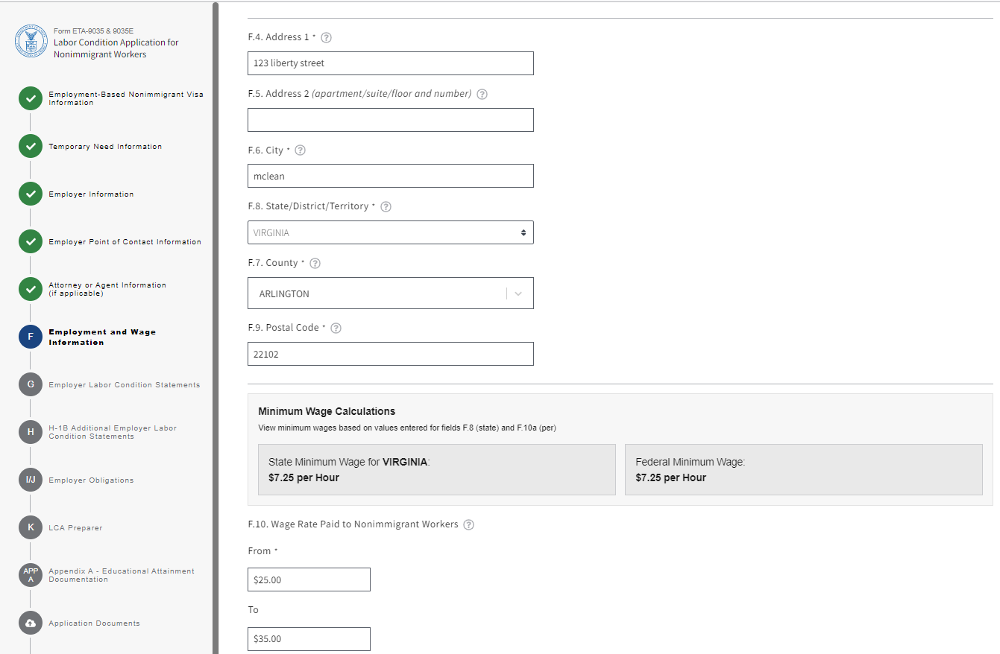 Form ETA-9035 & 9035E
Labor Condition Application for
Nonimmigrant Workers
Employment-Based Nonimmigrant Visa
Information
Temporary Need Information
Employer Information
Employer Point of Contact Information
Attorney or Agent Information
(if applicable)
F
Employment and Wage
Information
G
Employer Labor Condition Statements
H
H-1B Additional Employer Labor
Condition Statements
I/J
Employer Obligations
K
LCA Preparer
APP
A
Appendix A - Educational Attainment
Documentation
Application Documents
F.4. Address 1 * ?
123 liberty street
F.5. Address 2 (apartment/suite/floor and number) ?
F.6. City * ?
mclean
F.8. State/District/Territory * ?
VIRGINIA
F.7. County * ?
ARLINGTON
F.9. Postal Code * ?
22102
Minimum Wage Calculations
View minimum wages based on values entered for fields F.8 (state) and F.10a (per)
State Minimum Wage for VIRGINIA:
$7.25 per Hour
Federal Minimum Wage:
$7.25 per Hour
F.10. Wage Rate Paid to Nonimmigrant Workers ?
From *
$25.00
To
$35.00